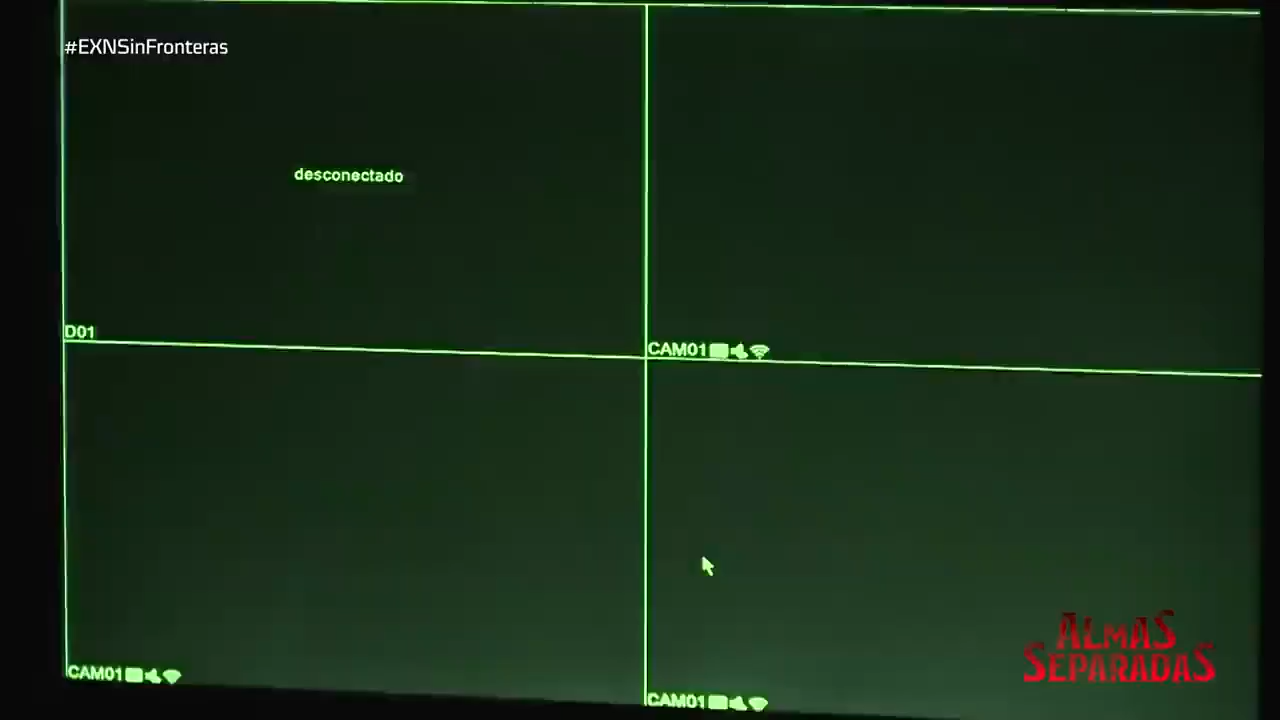 #EXNSinFronteras
desconectado
D01
CAM01
CAM01
CAM01
ALMAS
SEPARADAS